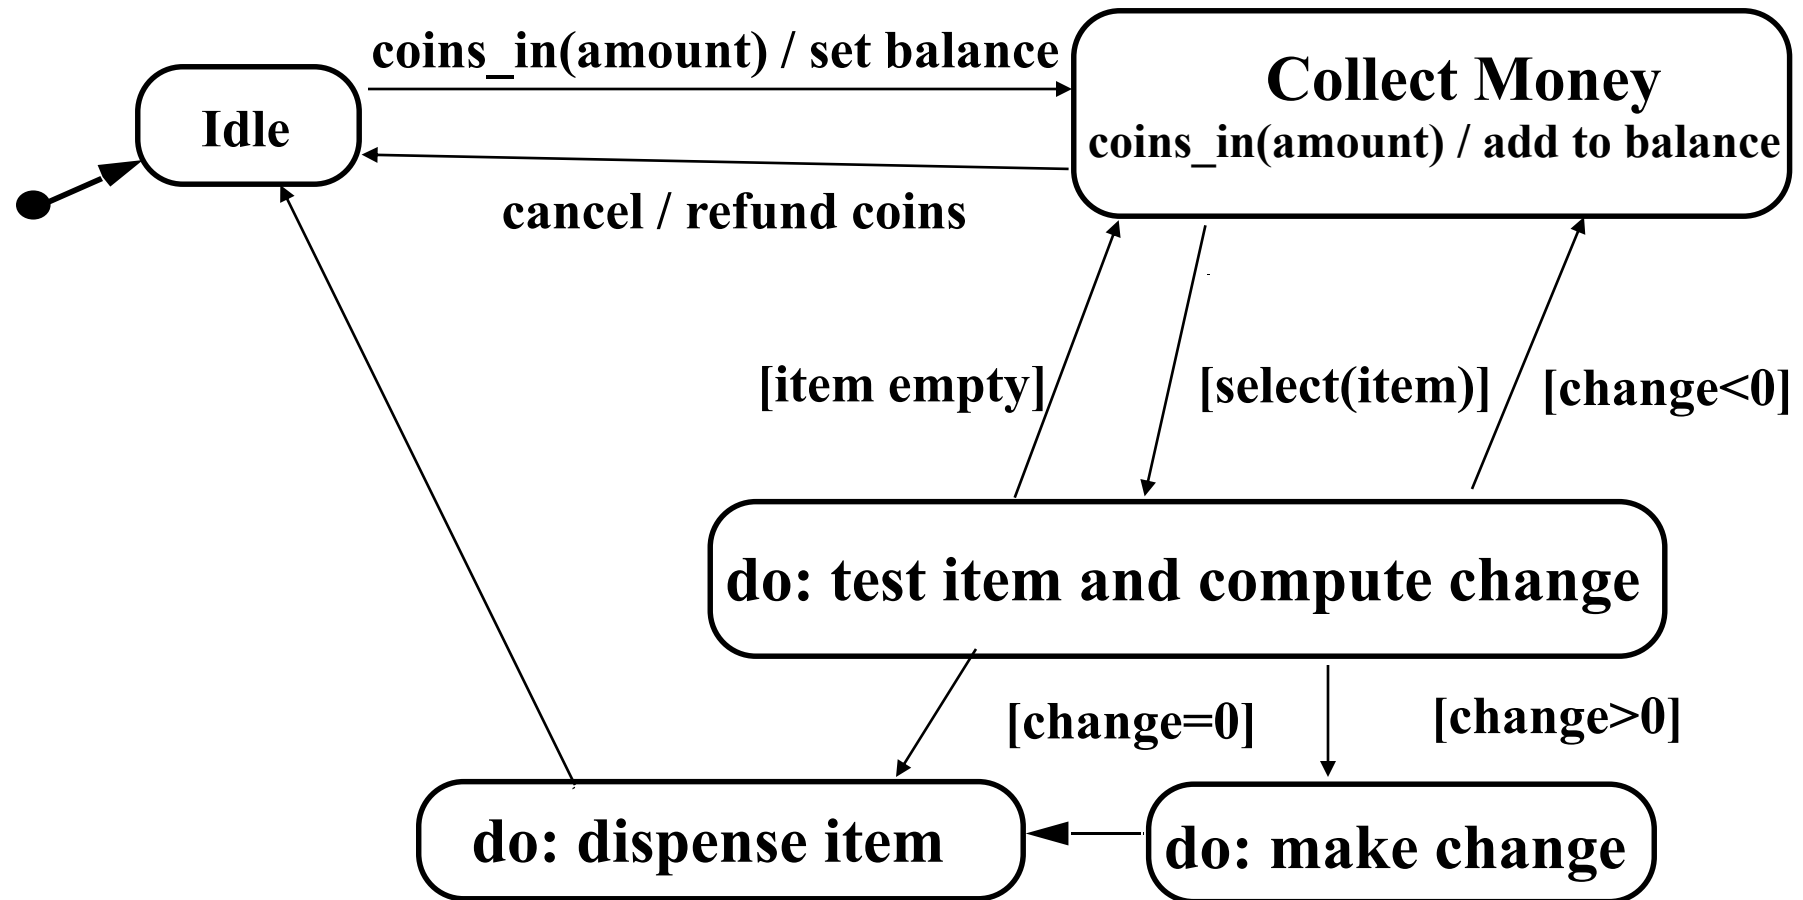 coins_in(amount) / set balance
Collect Money
Idle
coins_in(amount) / add to balance
cancel / refund coins
[item empty]
[select(item)]
[change<0]
do: test item and compute change
[change=0]
[change>0]
do: dispense item
do: make change